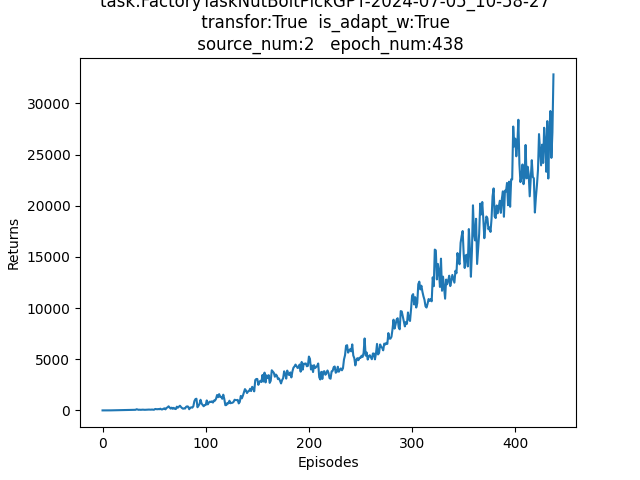 task:FactoryTaskNutBoltPickGPT-2024-07-05_10-58-27
transfor:True  is_adapt_w:True
source_num:2   epoch_num:438
30000
25000
20000
15000
10000
5000
0
Returns
0
100
200
300
400
Episodes